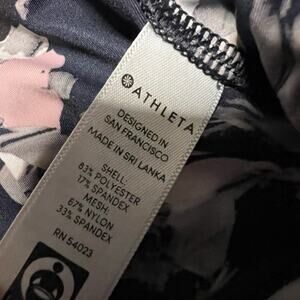 ATHLETA
DESIGNED IN
SAN FRANCISCO
MADE IN SRI LANKA
SHELL:
83% POLYESTER
17% SPANDEX
MESH:
67% NYLON
33% SPANDEX
RN 54023